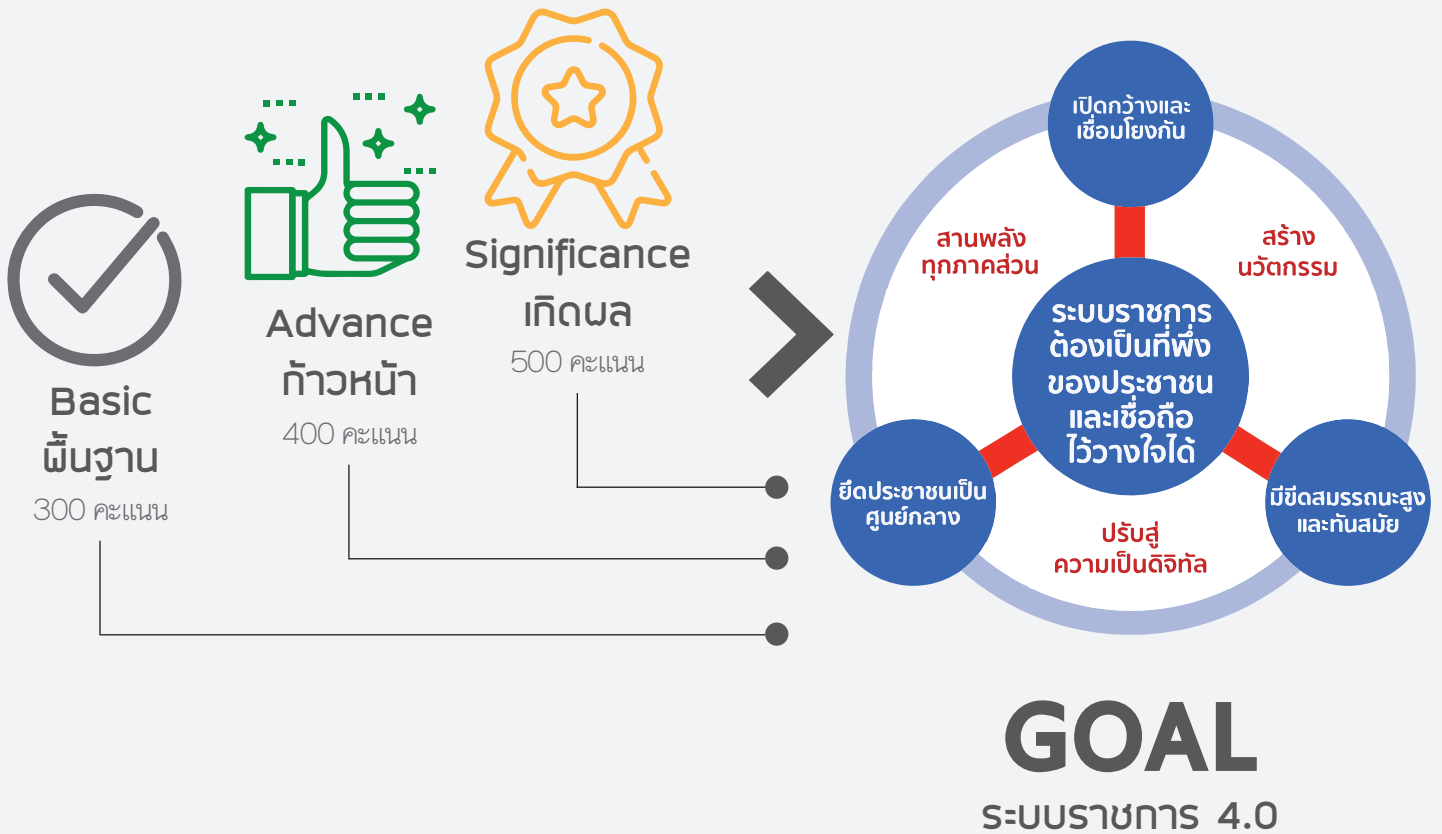 Basic
พื้นฐาน
300 คะแนน
Advance
ก้าวหน้า
400 คะแนน
Significance
เกิดผล
500 คะแนน
เปิดกว้างและ
เชื่อมโยงกัน
สานพลัง
ทุกภาคส่วน
สร้าง
นวัตกรรม
ระบบราชการ
ต้องเป็นที่พึ่ง
ของประชาชน
และเชื่อถือ
ไว้วางใจได้
ยึดประชาชนเป็น
ศูนย์กลาง
มีขีดสมรรถนะสูง
และทันสมัย
ปรับสู่
ความเป็นดิจิทัล
GOAL
ระบบราชการ 4.0